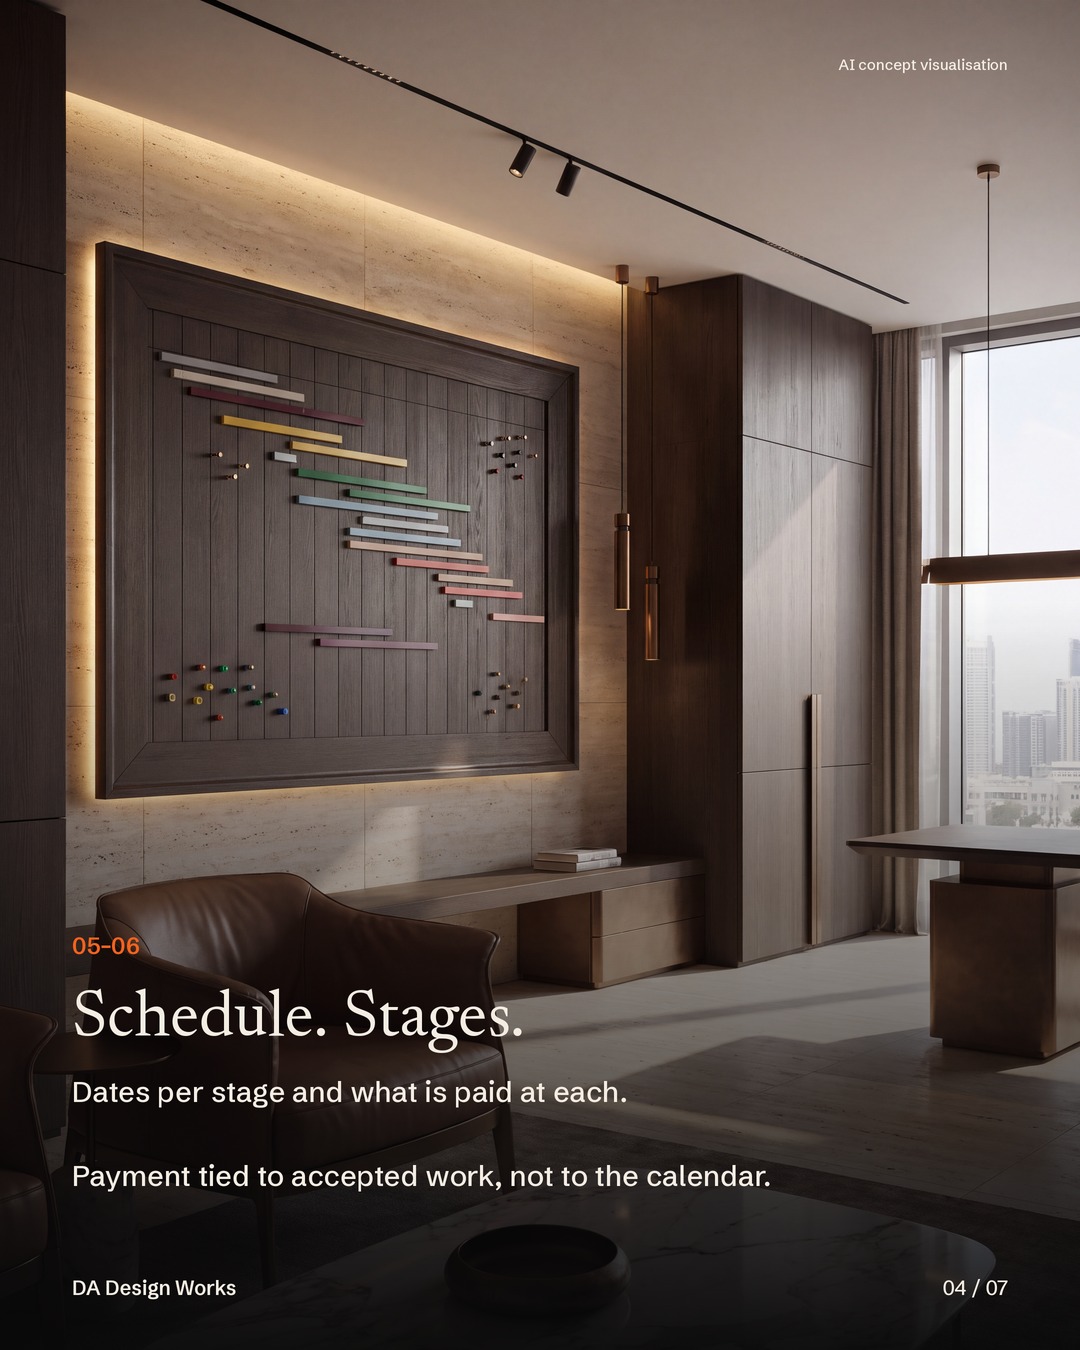 AI concept visualisation
05-06
Schedule. Stages.
Dates per stage and what is paid at each.
Payment tied to accepted work, not to the calendar.
DA Design Works
04 / 07